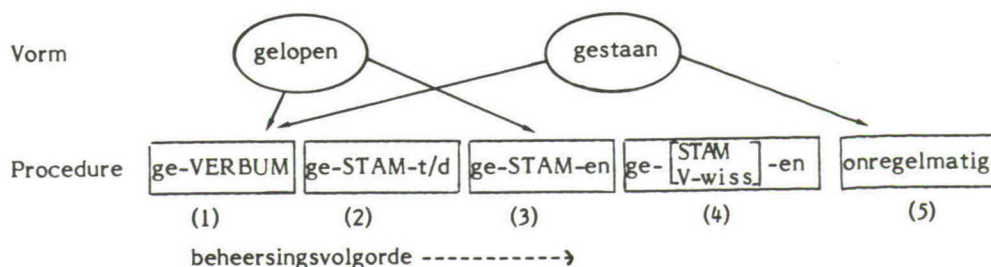 Vorm gelopen gestaan
Procedure ge-VERBUM ge-STAM-t/d ge-STAM-en ge-[STAM V-wiss.]-en onregelmatig
(1) (2) (3) (4) (5)
beheersingsvolgorde ---------->